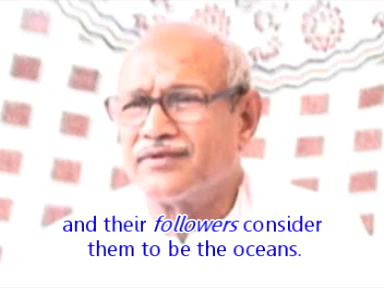 and their followers consider
them to be the oceans.